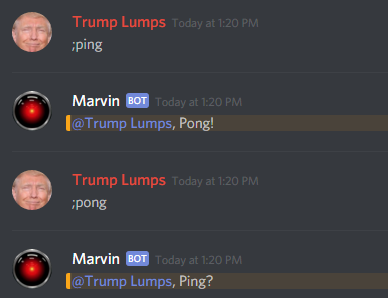 Trump Lumps Today at 1:20 PM
;ping
Marvin BOT Today at 1:20 PM
@Trump Lumps, Pong!
Trump Lumps Today at 1:20 PM
;pong
Marvin BOT Today at 1:20 PM
@Trump Lumps, Ping?